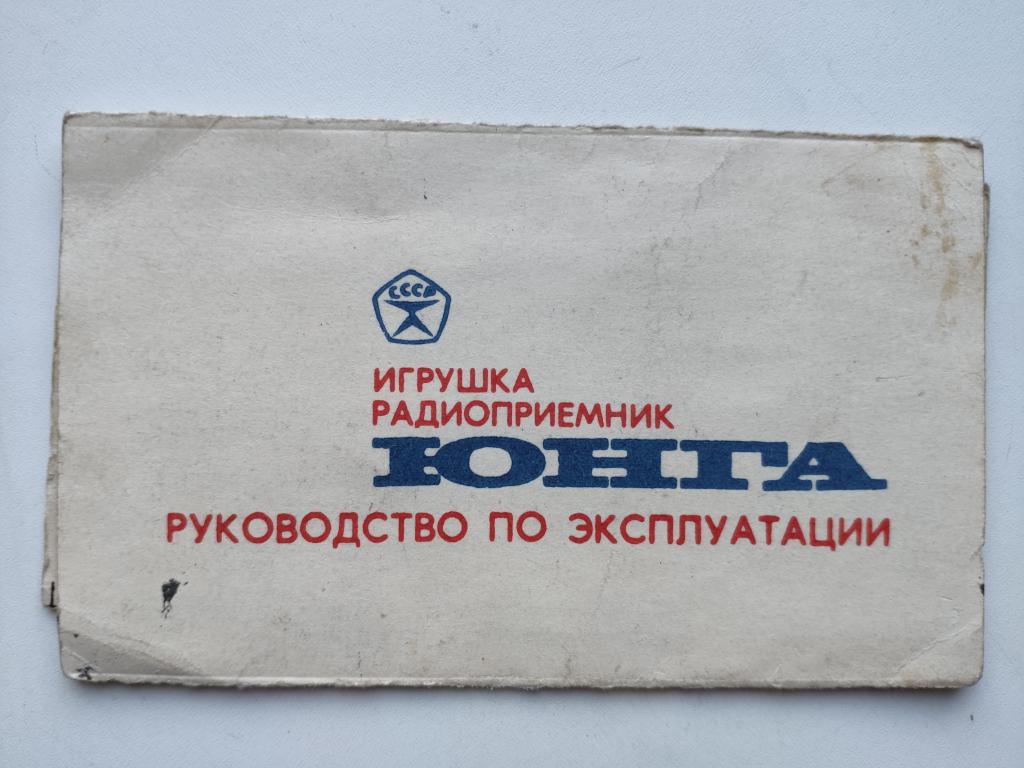 СССР
ИГРУШКА
РАДИОПРИЕМНИК
ЮНГА
РУКОВОДСТВО ПО ЭКСПЛУАТАЦИИ